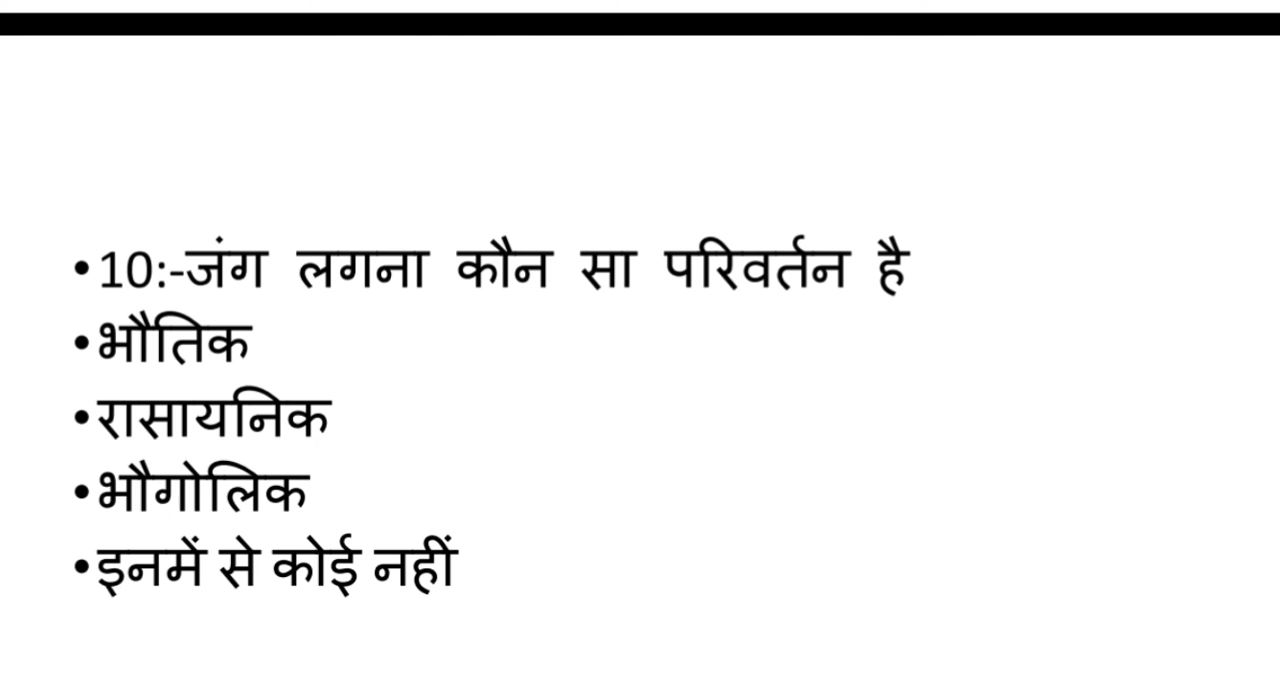 •10:-जंग लगना कौन सा परिवर्तन है
•भौतिक
•रासायनिक
•भौगोलिक
•इनमें से कोई नहीं